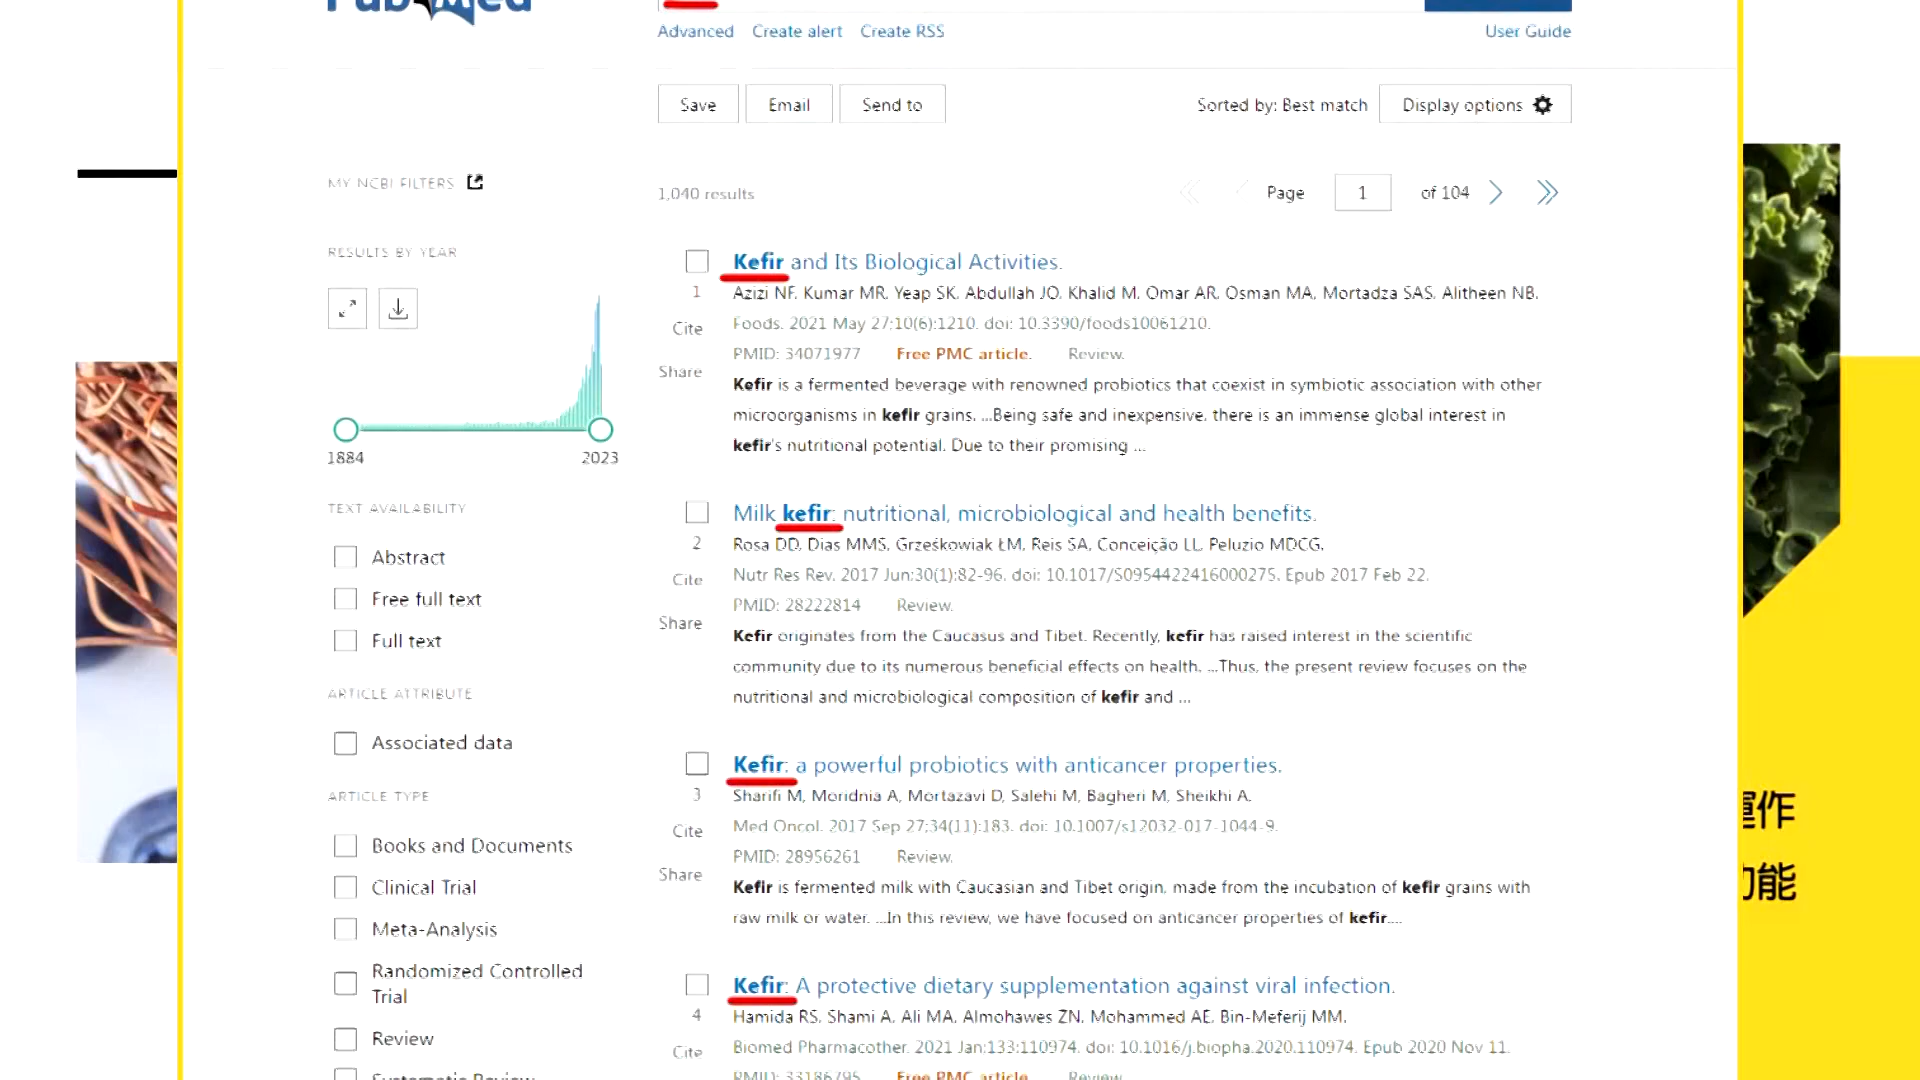 PubMed
Advanced Create alert Create RSS User Guide
Save Email Send to Sorted by: Best match Display options
MY NCBI FILTERS
1,040 results Page 1 of 104
RESULTS BY YEAR
1884 2023
TEXT AVAILABILITY
Abstract
Free full text
Full text
ARTICLE ATTRIBUTE
Associated data
ARTICLE TYPE
Books and Documents
Clinical Trial
Meta-Analysis
Randomized Controlled
Trial
Review
Systematic Review
Kefir and Its Biological Activities.
1 Azizi NF, Kumar MR, Yeap SK, Abdullah JO, Khalid M, Omar AR, Osman MA, Mortadza SAS, Alitheen NB.
Cite Foods. 2021 May 27;10(6):1210. doi: 10.3390/foods10061210.
PMID: 34071977 Free PMC article. Review.
Share
Kefir is a fermented beverage with renowned probiotics that coexist in symbiotic association with other
microorganisms in kefir grains. ...Being safe and inexpensive, there is an immense global interest in
kefir's nutritional potential. Due to their promising ...
Milk kefir: nutritional, microbiological and health benefits.
2 Rosa DD, Dias MMS, Grześkowiak ŁM, Reis SA, Conceição LL, Peluzio MDCG.
Cite Nutr Res Rev. 2017 Jun;30(1):82-96. doi: 10.1017/S0954422416000275. Epub 2017 Feb 22.
PMID: 28222814 Review.
Share
Kefir originates from the Caucasus and Tibet. Recently, kefir has raised interest in the scientific
community due to its numerous beneficial effects on health. ...Thus, the present review focuses on the
nutritional and microbiological composition of kefir and ...
Kefir: a powerful probiotics with anticancer properties.
3 Sharifi M, Moridnia A, Mortazavi D, Salehi M, Bagheri M, Sheikhi A.
Cite Med Oncol. 2017 Sep 27;34(11):183. doi: 10.1007/s12032-017-1044-9.
PMID: 28956261 Review.
Share
Kefir is fermented milk with Caucasian and Tibet origin, made from the incubation of kefir grains with
raw milk or water. ...In this review, we have focused on anticancer properties of kefir....
Kefir: A protective dietary supplementation against viral infection.
4 Hamida RS, Shami A, Ali MA, Almohawes ZN, Mohammed AE, Bin-Meferij MM.
Cite Biomed Pharmacother. 2021 Jan;133:110974. doi: 10.1016/j.biopha.2020.110974. Epub 2020 Nov 11.
PMID: 33186795 Free PMC article. Review.
運作
功能